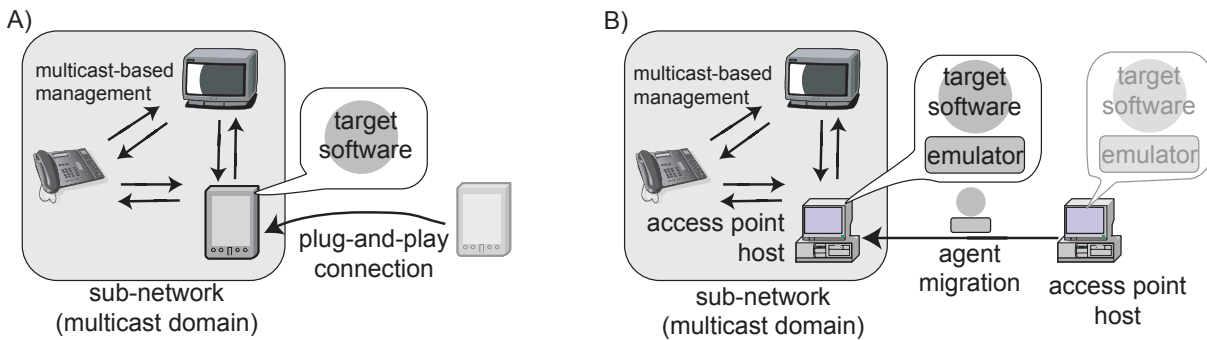 A)
multicast-based
management
target
software
plug-and-play
connection
sub-network
(multicast domain)
B)
multicast-based
management
target
software
emulator
target
software
emulator
access point
host
agent
migration
access point
host
sub-network
(multicast domain)